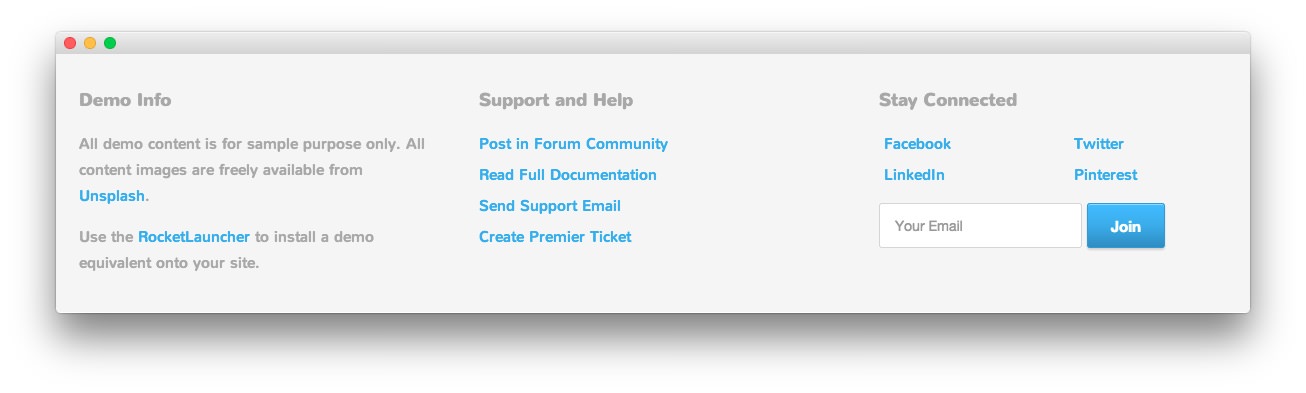 Demo Info
All demo content is for sample purpose only. All
content images are freely available from
Unsplash.
Use the RocketLauncher to install a demo
equivalent onto your site.
Support and Help
Post in Forum Community
Read Full Documentation
Send Support Email
Create Premier Ticket
Stay Connected
Facebook
Twitter
LinkedIn
Pinterest
Your Email
Join